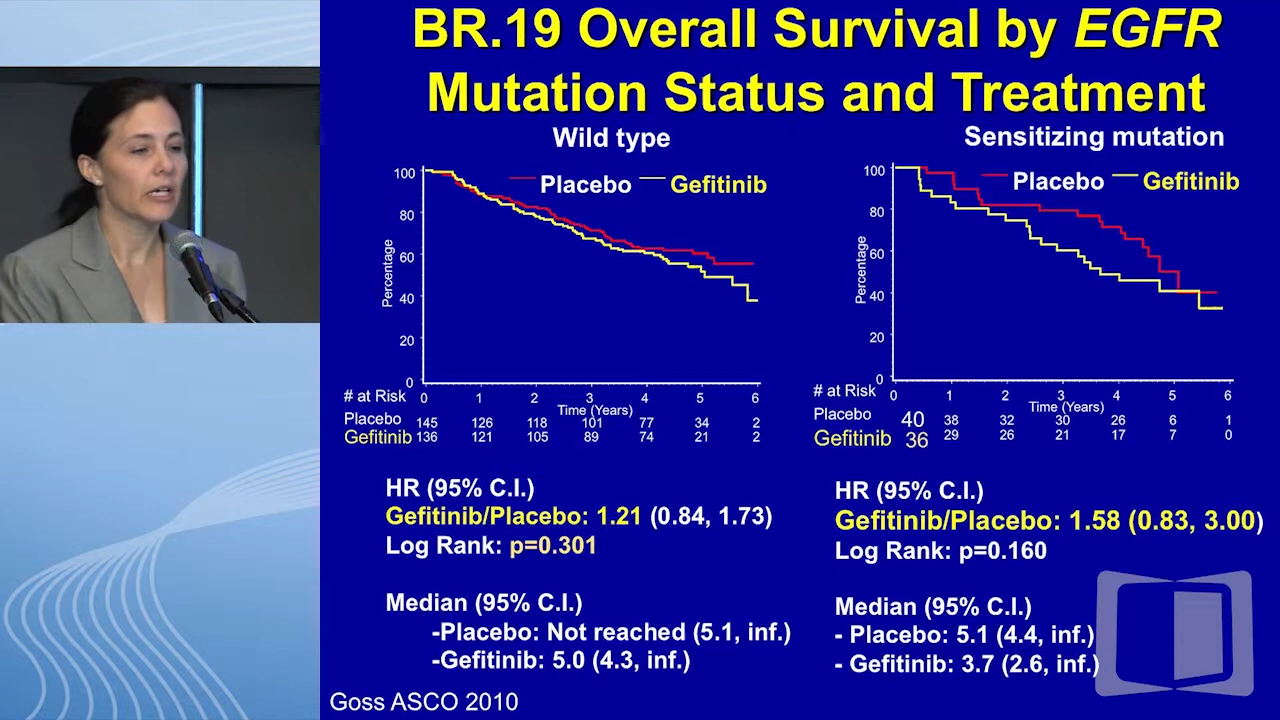 BR.19 Overall Survival by EGFR
Mutation Status and Treatment
Wild type
Placebo Gefitinib
100
80
60
40
20
0
Percentage
0 1 2 3 4 5 6
Time (Years)
# at Risk
Placebo 145 126 118 101 77 34 2
Gefitinib 136 121 105 89 74 21 2
HR (95% C.I.)
Gefitinib/Placebo: 1.21 (0.84, 1.73)
Log Rank: p=0.301
Median (95% C.I.)
-Placebo: Not reached (5.1, inf.)
-Gefitinib: 5.0 (4.3, inf.)
Sensitizing mutation
Placebo Gefitinib
100
80
60
40
20
0
Percentage
0 1 2 3 4 5 6
Time (Years)
# at Risk
Placebo 40 38 32 30 26 6 1
Gefitinib 36 29 26 21 17 7 0
HR (95% C.I.)
Gefitinib/Placebo: 1.58 (0.83, 3.00)
Log Rank: p=0.160
Median (95% C.I.)
- Placebo: 5.1 (4.4, inf.)
- Gefitinib: 3.7 (2.6, inf.)
Goss ASCO 2010